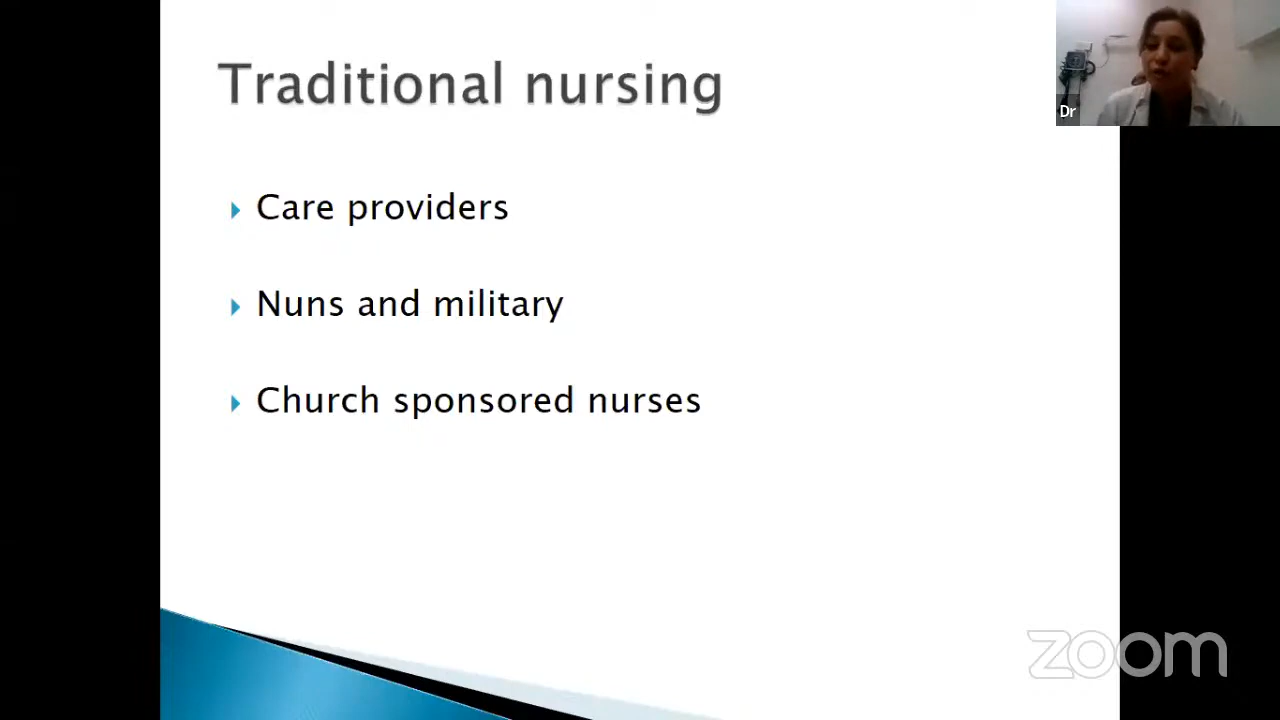 Traditional nursing
Dr
Care providers
Nuns and military
Church sponsored nurses
zoom